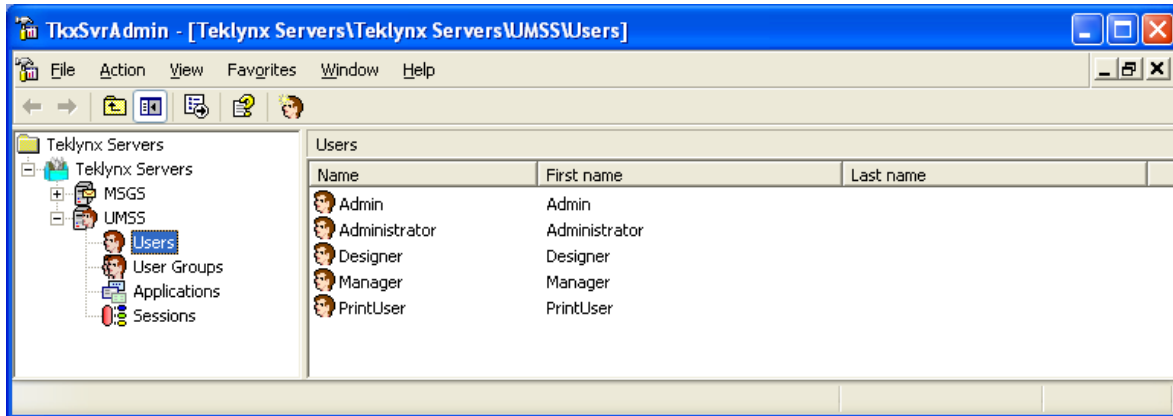 TkxSvrAdmin - [Teklynx Servers\Teklynx Servers\UMSS\Users]
File Action View Favorites Window Help
Teklynx Servers
Teklynx Servers
MSGS
UMSS
Users
User Groups
Applications
Sessions
Users
Name First name Last name
Admin Admin
Administrator Administrator
Designer Designer
Manager Manager
PrintUser PrintUser